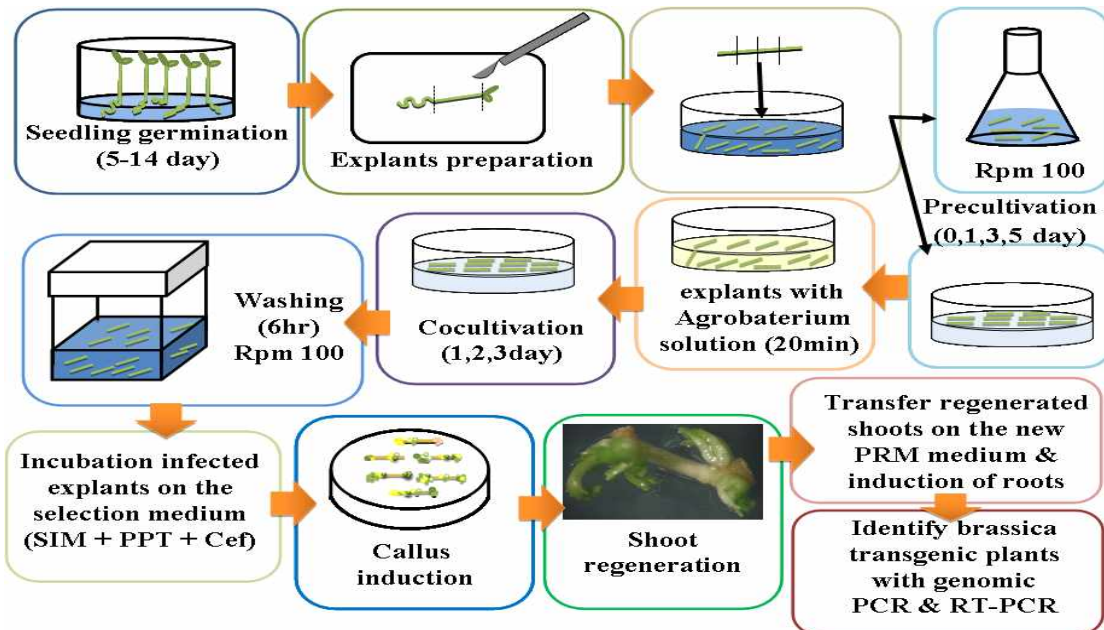 Seedling germination
(5-14 day)
Explants preparation
Rpm 100
Precultivation
(0,1,3,5 day)
explants with
Agrobaterium
solution (20min)
Cocultivation
(1,2,3day)
Washing
(6hr)
Rpm 100
Incubation infected
explants on the
selection medium
(SIM + PPT + Cef)
Callus
induction
Shoot
regeneration
Transfer regenerated
shoots on the new
PRM medium &
induction of roots
Identify brassica
transgenic plants
with genomic
PCR & RT-PCR